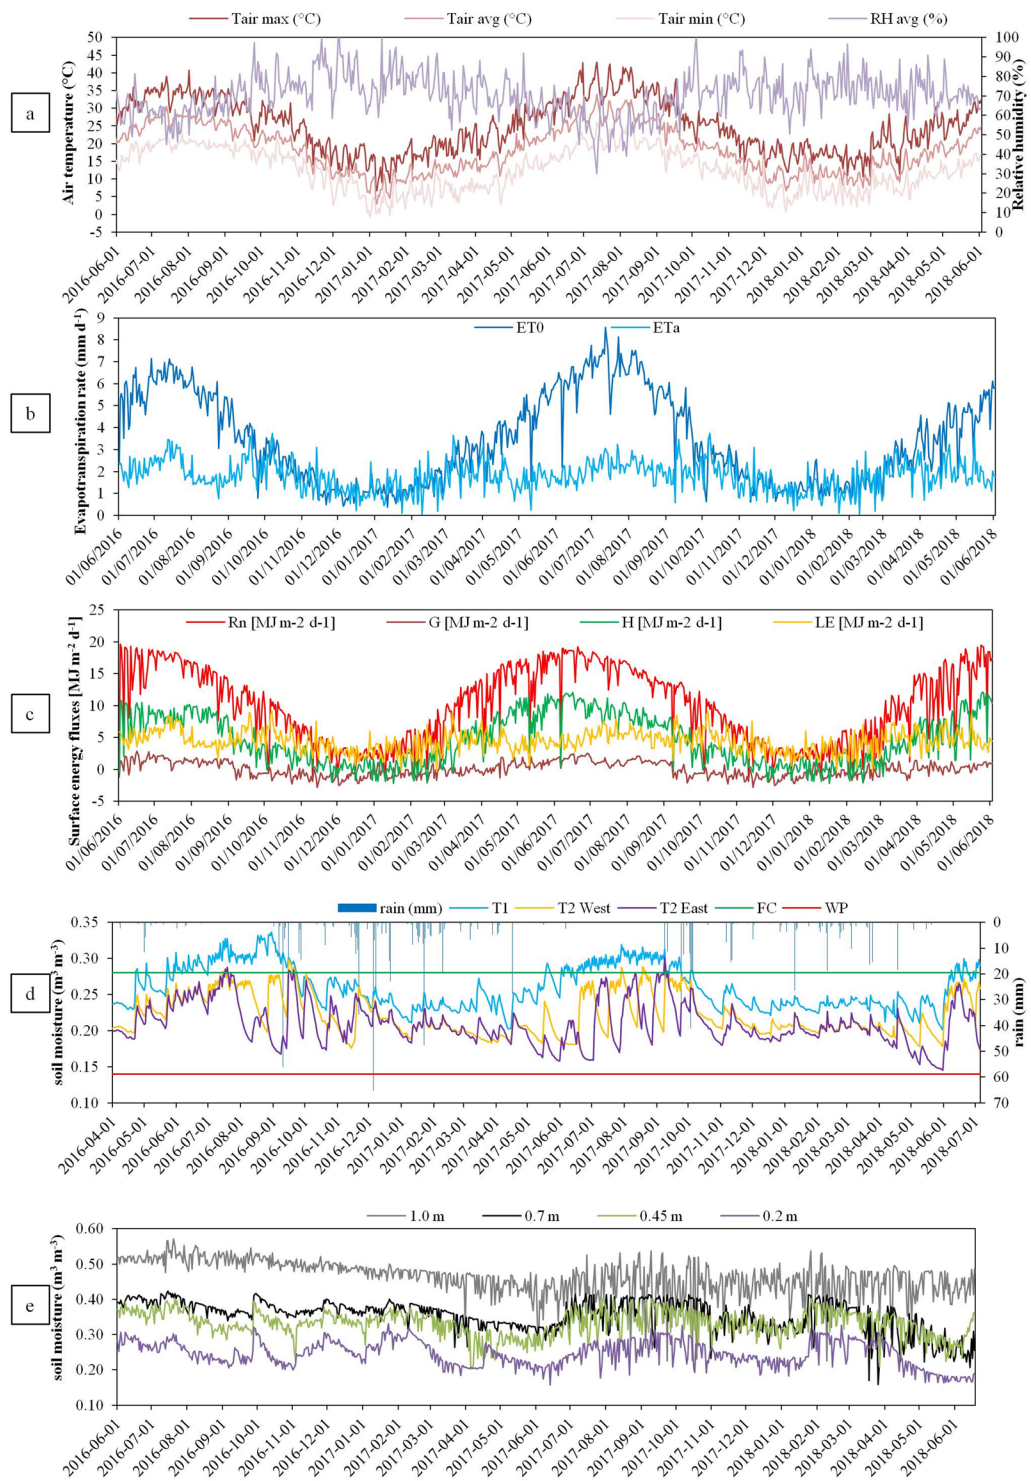 Tair max (°C) Tair avg (°C) Tair min (°C) RH avg (%)
a
Air temperature (°C)
50
45
40
35
30
25
20
15
10
5
0
-5
100
90
80
70
60
50
40
30
20
10
0
Relative humidity (%)
2016-06-01 2016-07-01 2016-08-01 2016-09-01 2016-10-01 2016-11-01 2016-12-01 2017-01-01 2017-02-01 2017-03-01 2017-04-01 2017-05-01 2017-06-01 2017-07-01 2017-08-01 2017-09-01 2017-10-01 2017-11-01 2017-12-01 2018-01-01 2018-02-01 2018-03-01 2018-04-01 2018-05-01 2018-06-01
b
Evapotranspiration rate (mm d-1)
ET0 ETa
9
8
7
6
5
4
3
2
1
0
01/06/2016 01/07/2016 01/08/2016 01/09/2016 01/10/2016 01/11/2016 01/12/2016 01/01/2017 01/02/2017 01/03/2017 01/04/2017 01/05/2017 01/06/2017 01/07/2017 01/08/2017 01/09/2017 01/10/2017 01/11/2017 01/12/2017 01/01/2018 01/02/2018 01/03/2018 01/04/2018 01/05/2018 01/06/2018
c
Surface energy fluxes [MJ m-2 d-1]
Rn [MJ m-2 d-1] G [MJ m-2 d-1] H [MJ m-2 d-1] LE [MJ m-2 d-1]
25
20
15
10
5
0
-5
01/06/2016 01/07/2016 01/08/2016 01/09/2016 01/10/2016 01/11/2016 01/12/2016 01/01/2017 01/02/2017 01/03/2017 01/04/2017 01/05/2017 01/06/2017 01/07/2017 01/08/2017 01/09/2017 01/10/2017 01/11/2017 01/12/2017 01/01/2018 01/02/2018 01/03/2018 01/04/2018 01/05/2018 01/06/2018
rain (mm) T1 T2 West T2 East FC WP
d
soil moisture (m3 m-3)
0.35
0.30
0.25
0.20
0.15
0.10
0
10
20
30
40
50
60
70
rain (mm)
2016-04-01 2016-05-01 2016-06-01 2016-07-01 2016-08-01 2016-09-01 2016-10-01 2016-11-01 2016-12-01 2017-01-01 2017-02-01 2017-03-01 2017-04-01 2017-05-01 2017-06-01 2017-07-01 2017-08-01 2017-09-01 2017-10-01 2017-11-01 2017-12-01 2018-01-01 2018-02-01 2018-03-01 2018-04-01 2018-05-01 2018-06-01 2018-07-01
1.0 m 0.7 m 0.45 m 0.2 m
e
soil moisture (m3 m-3)
0.60
0.50
0.40
0.30
0.20
0.10
2016-06-01 2016-07-01 2016-08-01 2016-09-01 2016-10-01 2016-11-01 2016-12-01 2017-01-01 2017-02-01 2017-03-01 2017-04-01 2017-05-01 2017-06-01 2017-07-01 2017-08-01 2017-09-01 2017-10-01 2017-11-01 2017-12-01 2018-01-01 2018-02-01 2018-03-01 2018-04-01 2018-05-01 2018-06-01